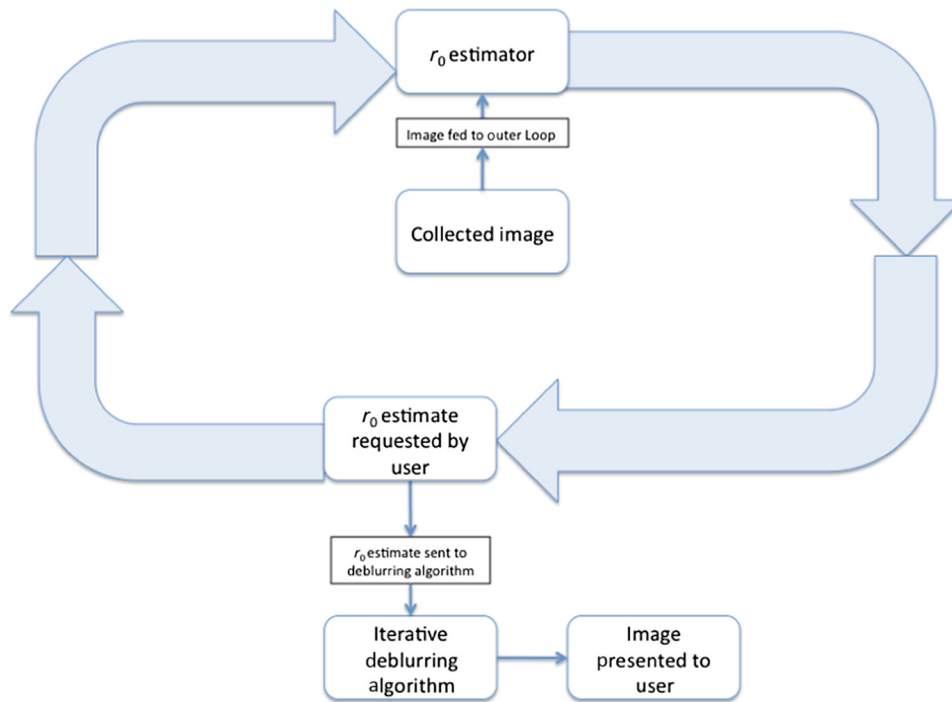 r₀ estimator
Image fed to outer Loop
Collected image
r₀ estimate
requested by
user
r₀ estimate sent to
deblurring algorithm
Iterative
deblurring
algorithm
Image
presented to
user